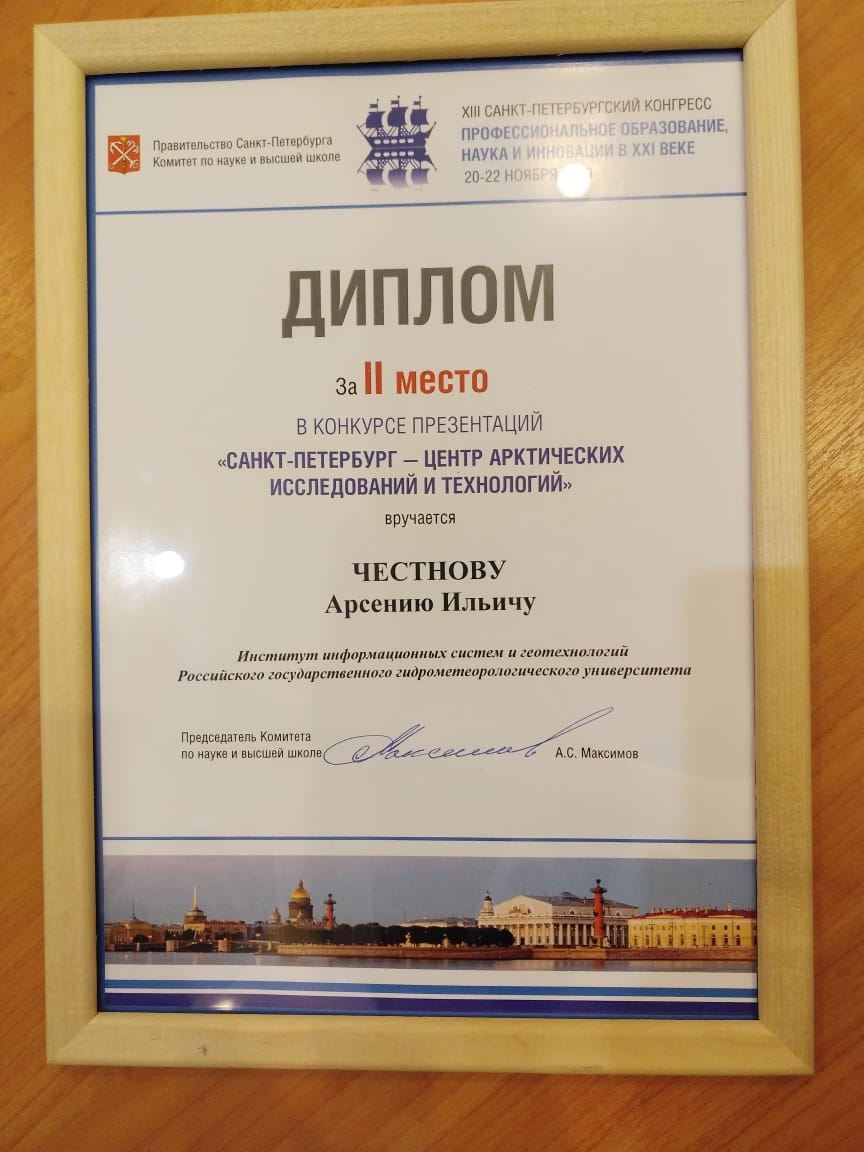 Правительство Санкт-Петербурга
Комитет по науке и высшей школе
XIII САНКТ-ПЕТЕРБУРГСКИЙ КОНГРЕСС
ПРОФЕССИОНАЛЬНОЕ ОБРАЗОВАНИЕ,
НАУКА И ИННОВАЦИИ В XXI ВЕКЕ
20-22 НОЯБРЯ
ДИПЛОМ
За II место
В КОНКУРСЕ ПРЕЗЕНТАЦИЙ
«САНКТ-ПЕТЕРБУРГ – ЦЕНТР АРКТИЧЕСКИХ
ИССЛЕДОВАНИЙ И ТЕХНОЛОГИЙ»
вручается
ЧЕСТНОВУ
Арсению Ильичу
Институт информационных систем и геотехнологий
Российского государственного гидрометеорологического университета
Председатель Комитета
по науке и высшей школе
А.С. Максимов